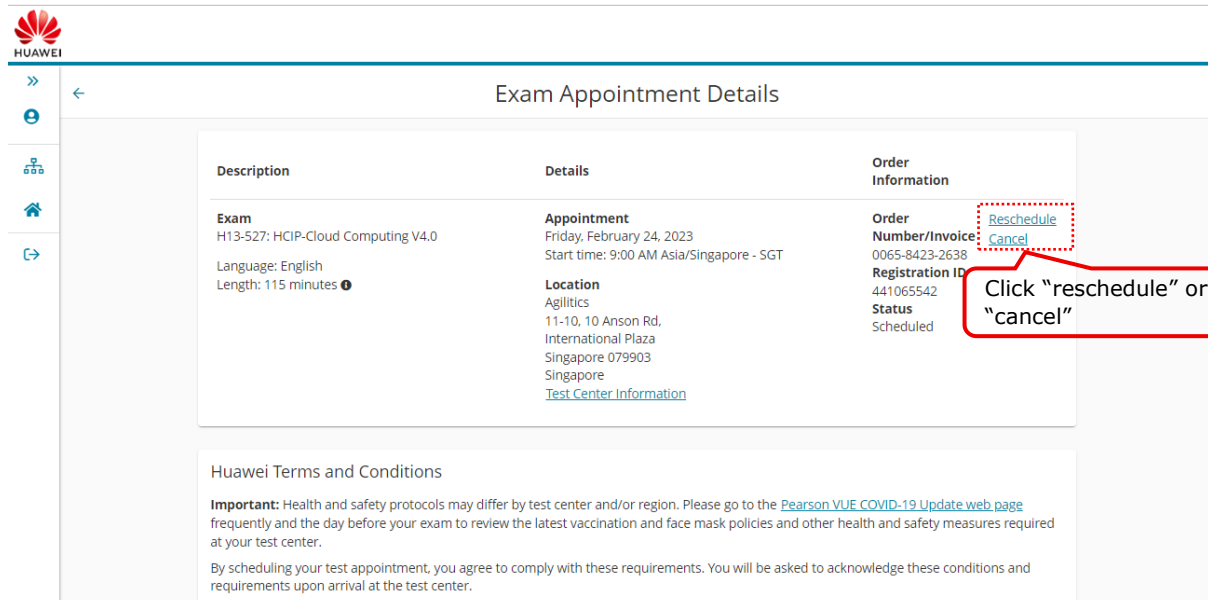 HUAWEI
Exam Appointment Details
Description
Details
Order
Information
Exam
H13-527: HCIP-Cloud Computing V4.0
Language: English
Length: 115 minutes
Appointment
Friday, February 24, 2023
Start time: 9:00 AM Asia/Singapore - SGT
Location
Agilitics
11-10, 10 Anson Rd,
International Plaza
Singapore 079903
Singapore
Test Center Information
Order
Number/Invoice
0065-8423-2638
Registration ID
441065542
Status
Scheduled
Reschedule
Cancel
Click “reschedule” or
“cancel”
Huawei Terms and Conditions
Important: Health and safety protocols may differ by test center and/or region. Please go to the Pearson VUE COVID-19 Update web page
frequently and the day before your exam to review the latest vaccination and face mask policies and other health and safety measures required
at your test center.
By scheduling your test appointment, you agree to comply with these requirements. You will be asked to acknowledge these conditions and
requirements upon arrival at the test center.